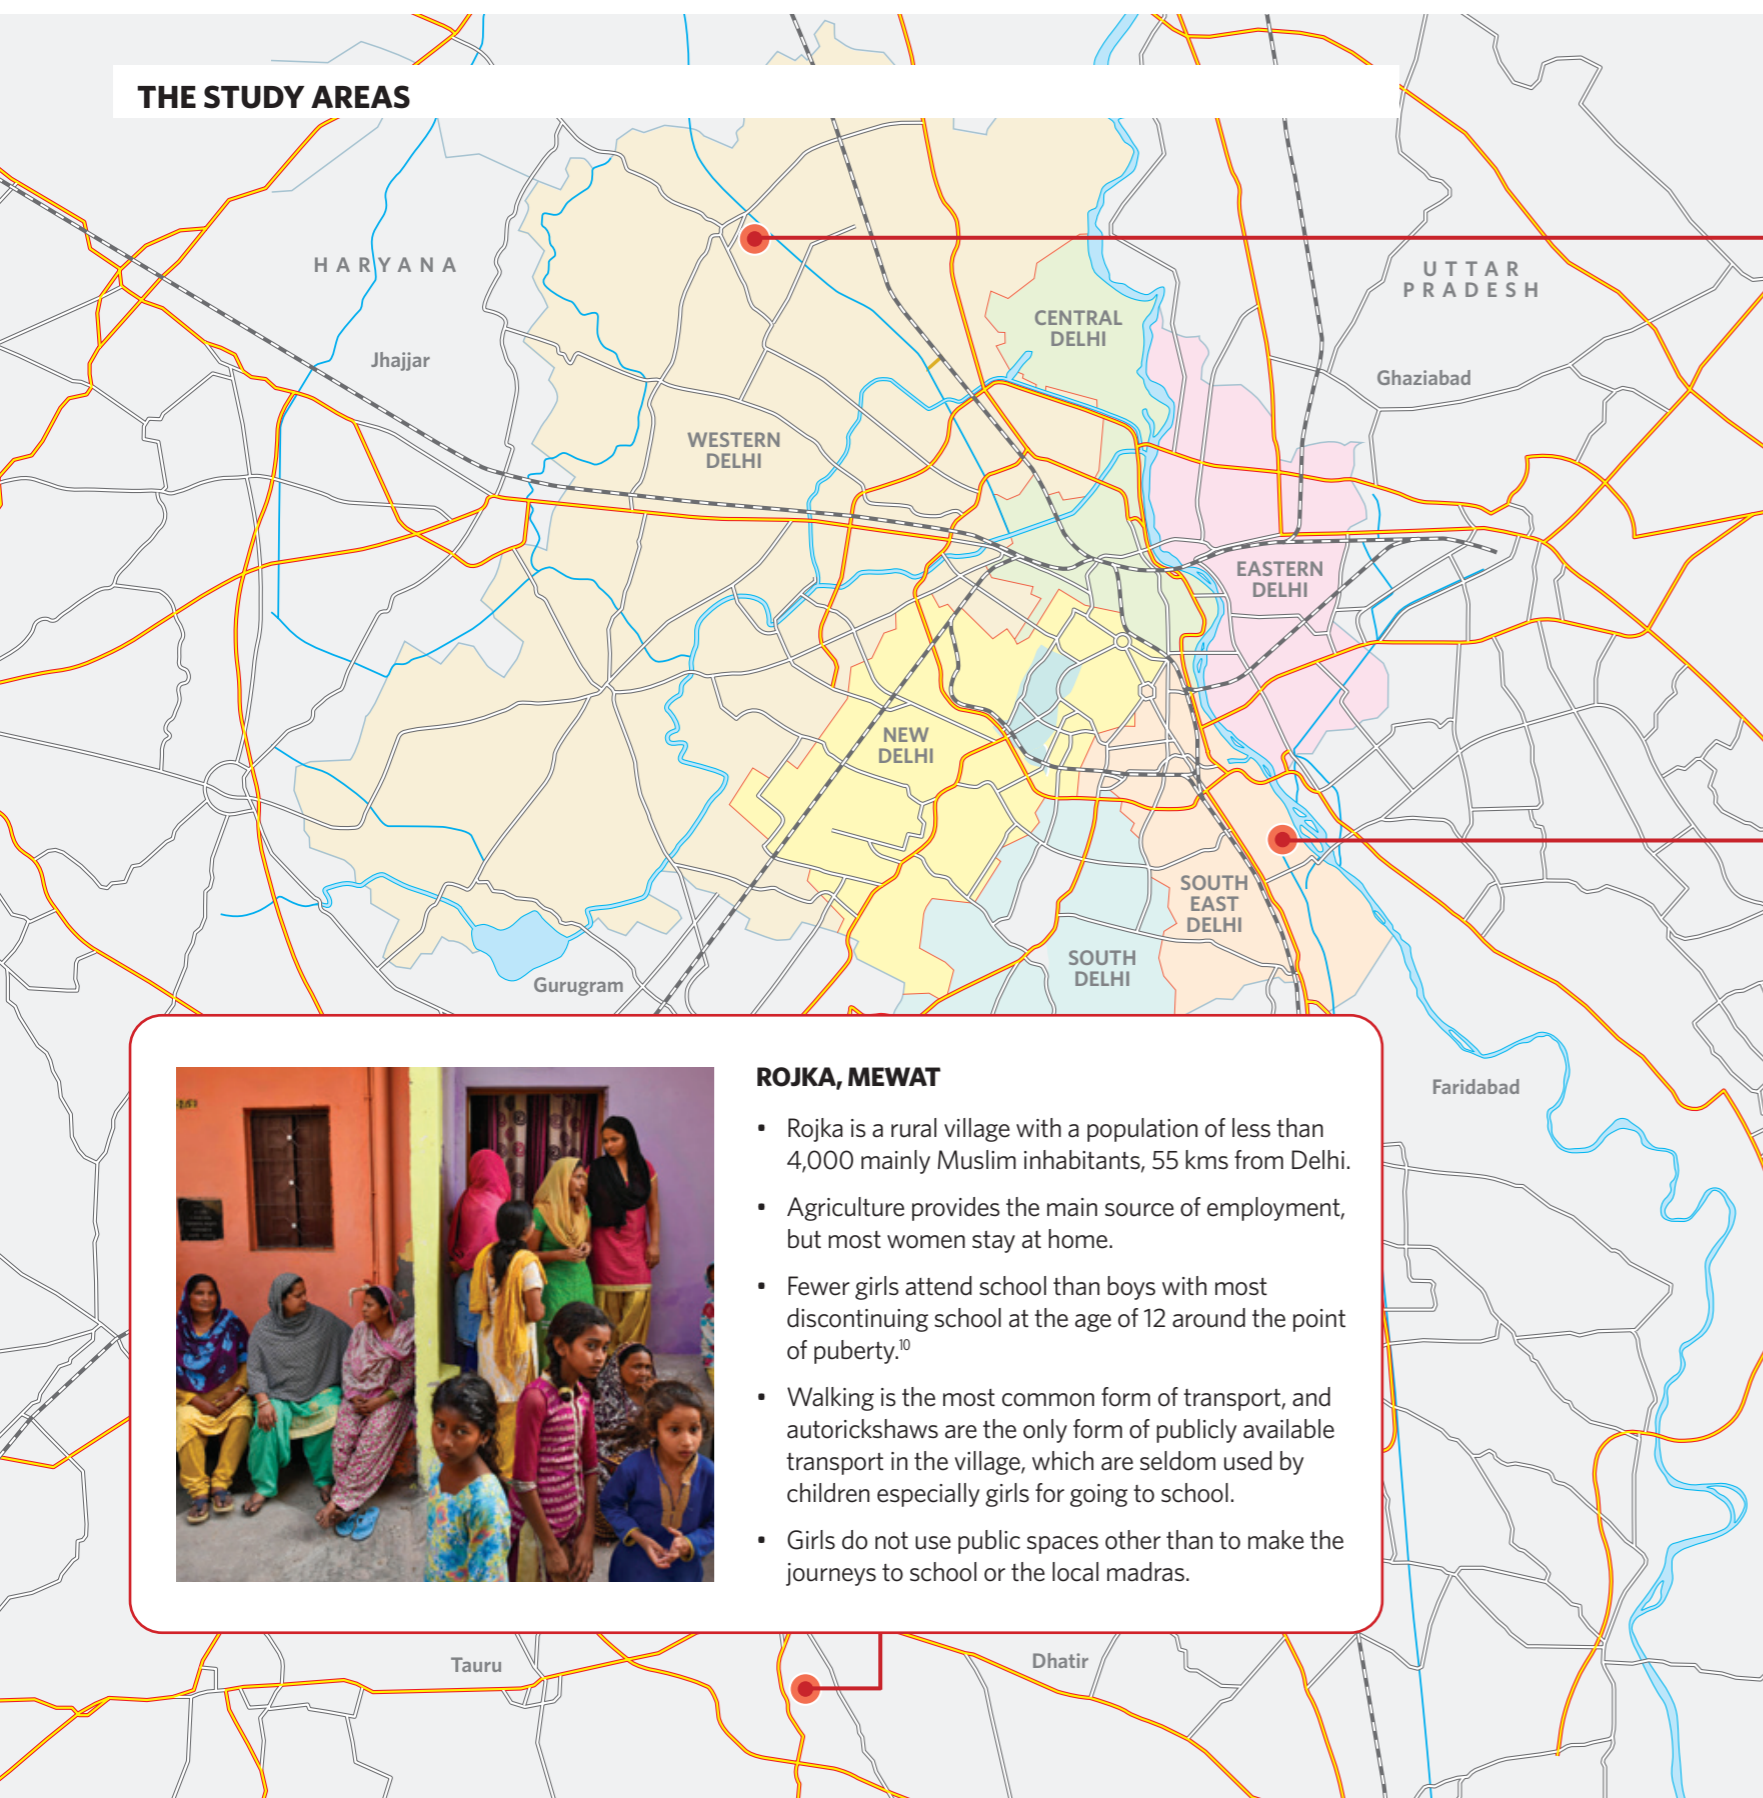 THE STUDY AREAS
HARYANA
UTTAR
PRADESH
CENTRAL
DELHI
Jhajjar
Ghaziabad
WESTERN
DELHI
EASTERN
DELHI
NEW
DELHI
SOUTH
EAST
DELHI
SOUTH
DELHI
Gurugram
Faridabad
ROJKA, MEWAT
• Rojka is a rural village with a population of less than
4,000 mainly Muslim inhabitants, 55 kms from Delhi.
• Agriculture provides the main source of employment,
but most women stay at home.
• Fewer girls attend school than boys with most
discontinuing school at the age of 12 around the point
of puberty.10
• Walking is the most common form of transport, and
autorickshaws are the only form of publicly available
transport in the village, which are seldom used by
children especially girls for going to school.
• Girls do not use public spaces other than to make the
journeys to school or the local madras.
Tauru
Dhatir